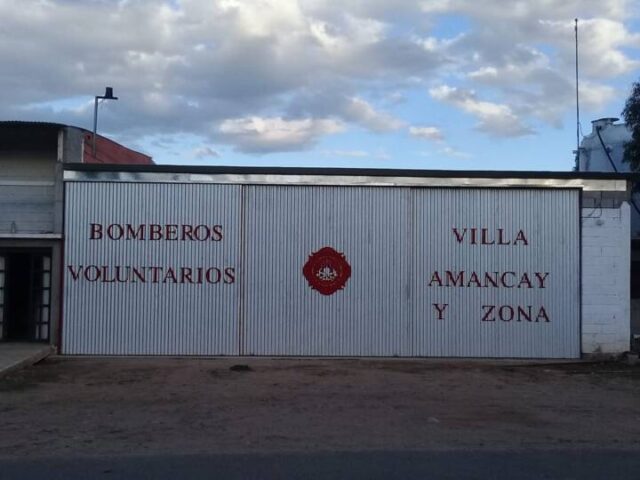 BOMBEROS
VOLUNTARIOS
VILLA
AMANCAY
Y ZONA